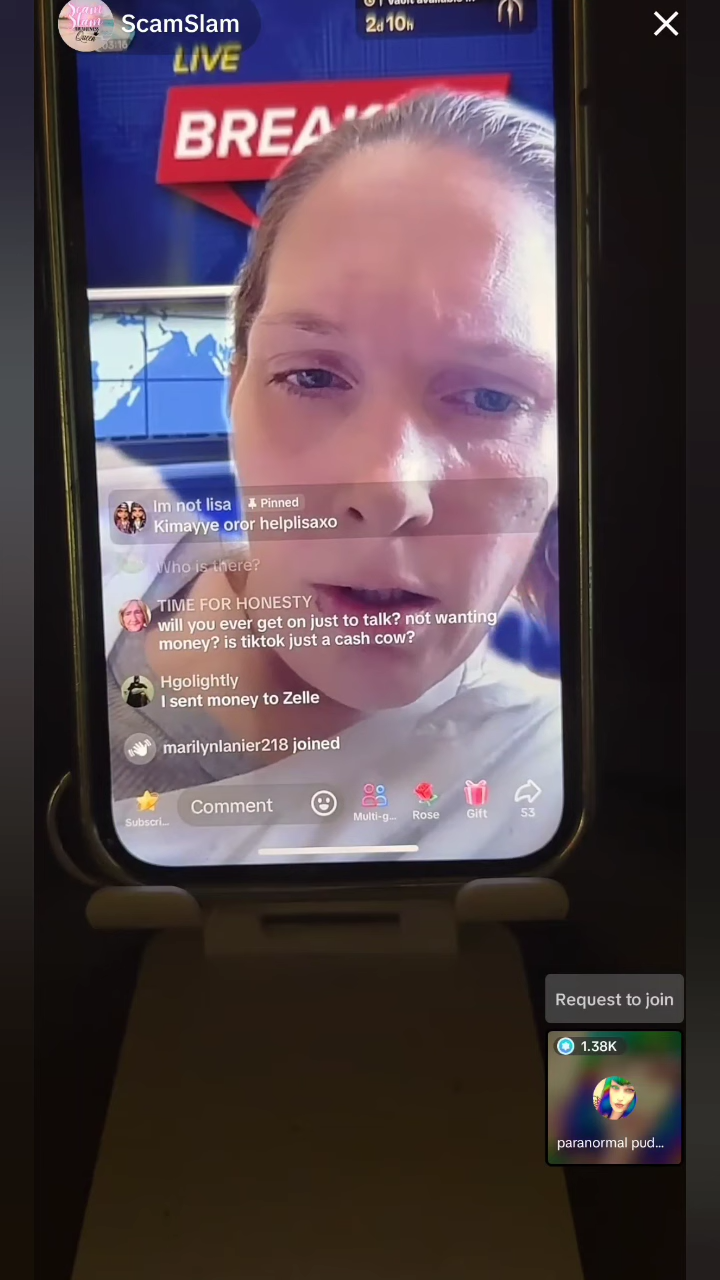 ScamSlam
2d 10h
LIVE
BREAK
Im not lisa Pinned
Kimayye oror helplisaxo
Who is there?
TIME FOR HONESTY
will you ever get on just to talk? not wanting
money? is tiktok just a cash cow?
Hgolightly
I sent money to Zelle
marilynlanier218 joined
Subscri...
Comment
Multi-g...
Rose
Gift
53
Request to join
1.38K
paranormal pud...